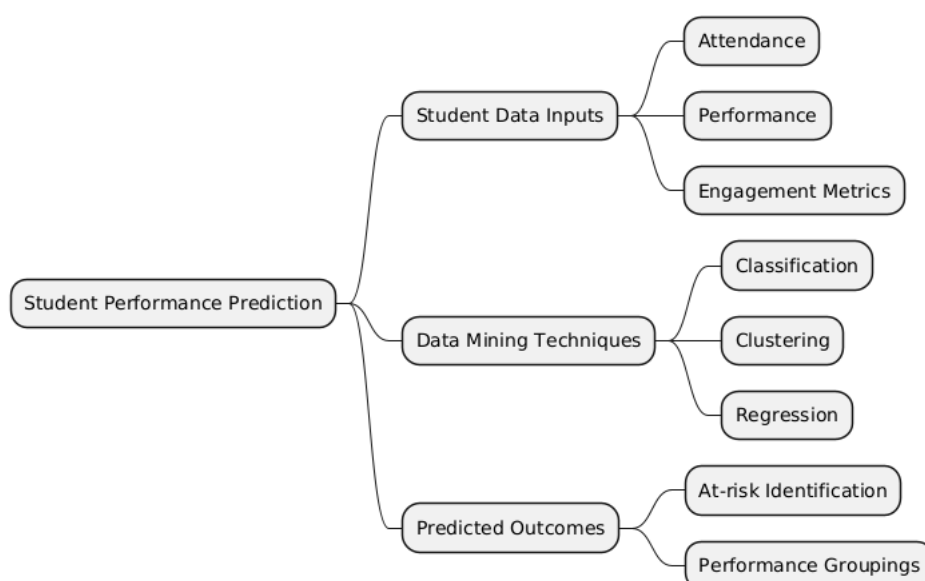 Student Performance Prediction
Student Data Inputs
Attendance
Performance
Engagement Metrics
Data Mining Techniques
Classification
Clustering
Regression
Predicted Outcomes
At-risk Identification
Performance Groupings